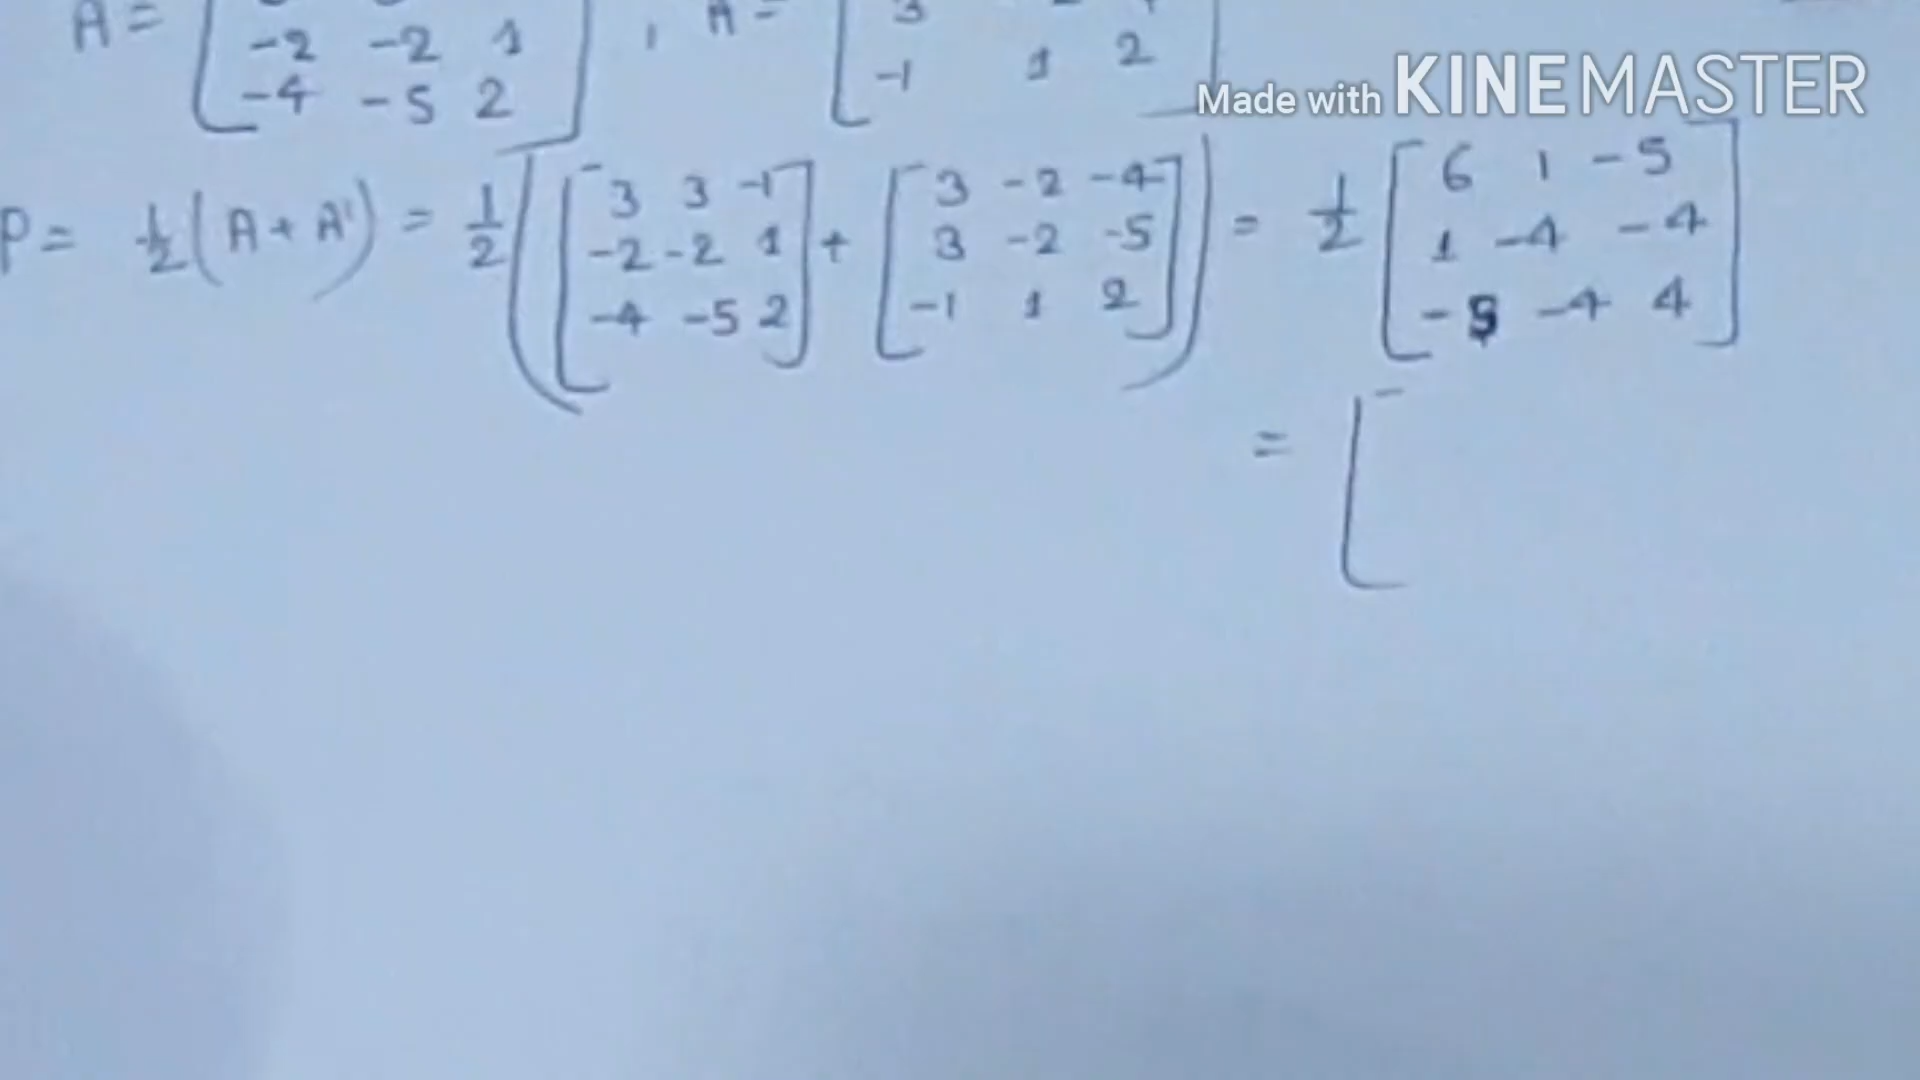 A = [ -2 -2 1 , A' = [ 3
-4 -5 2 ] -1 1 2 ]
Made with KINEMASTER
P = 1/2 (A + A') = 1/2 ( [ 3 3 -1 ] + [ 3 -2 -4 ] ) = 1/2 [ 6 1 -5 ]
-2 -2 1 3 -2 -5 1 -4 -4
-4 -5 2 -1 1 2 -5 -4 4
= [